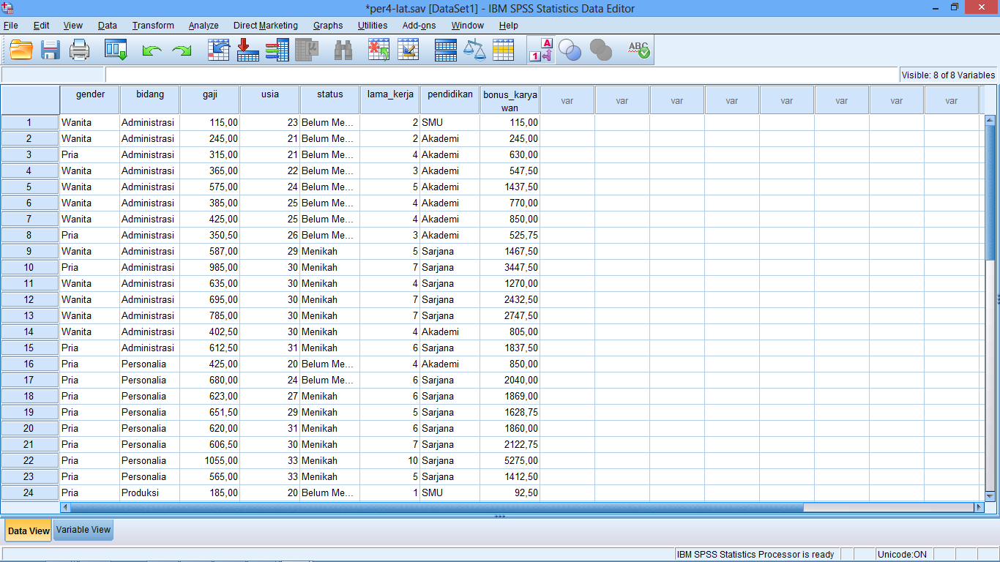 *per4-lat.sav [DataSet1] - IBM SPSS Statistics Data Editor
File Edit View Data Transform Analyze Direct Marketing Graphs Utilities Add-ons Window Help
1 A ABC
Visible: 8 of 8 Variables
gender bidang gaji usia status lama_kerja pendidikan bonus_karya var var var var var var var var
wan
1 Wanita Administrasi 115,00 23 Belum Me... 2 SMU 115,00
2 Wanita Administrasi 245,00 21 Belum Me... 2 Akademi 245,00
3 Pria Administrasi 315,00 21 Belum Me... 4 Akademi 630,00
4 Wanita Administrasi 365,00 22 Belum Me... 3 Akademi 547,50
5 Wanita Administrasi 575,00 24 Belum Me... 5 Akademi 1437,50
6 Wanita Administrasi 385,00 25 Belum Me... 4 Akademi 770,00
7 Wanita Administrasi 425,00 25 Belum Me... 4 Akademi 850,00
8 Pria Administrasi 350,50 26 Belum Me... 3 Akademi 525,75
9 Wanita Administrasi 587,00 29 Menikah 5 Sarjana 1467,50
10 Pria Administrasi 985,00 30 Menikah 7 Sarjana 3447,50
11 Wanita Administrasi 635,00 30 Menikah 4 Sarjana 1270,00
12 Wanita Administrasi 695,00 30 Menikah 7 Sarjana 2432,50
13 Wanita Administrasi 785,00 30 Menikah 7 Sarjana 2747,50
14 Wanita Administrasi 402,50 30 Menikah 4 Akademi 805,00
15 Pria Administrasi 612,50 31 Menikah 6 Sarjana 1837,50
16 Pria Personalia 425,00 20 Belum Me... 4 Akademi 850,00
17 Pria Personalia 680,00 24 Belum Me... 6 Sarjana 2040,00
18 Pria Personalia 623,00 27 Menikah 6 Sarjana 1869,00
19 Pria Personalia 651,50 29 Menikah 5 Sarjana 1628,75
20 Pria Personalia 620,00 31 Menikah 6 Sarjana 1860,00
21 Pria Personalia 606,50 30 Menikah 7 Sarjana 2122,75
22 Pria Personalia 1055,00 33 Menikah 10 Sarjana 5275,00
23 Pria Personalia 565,00 33 Menikah 5 Sarjana 1412,50
24 Pria Produksi 185,00 20 Belum Me... 1 SMU 92,50
Data View Variable View
IBM SPSS Statistics Processor is ready Unicode:ON